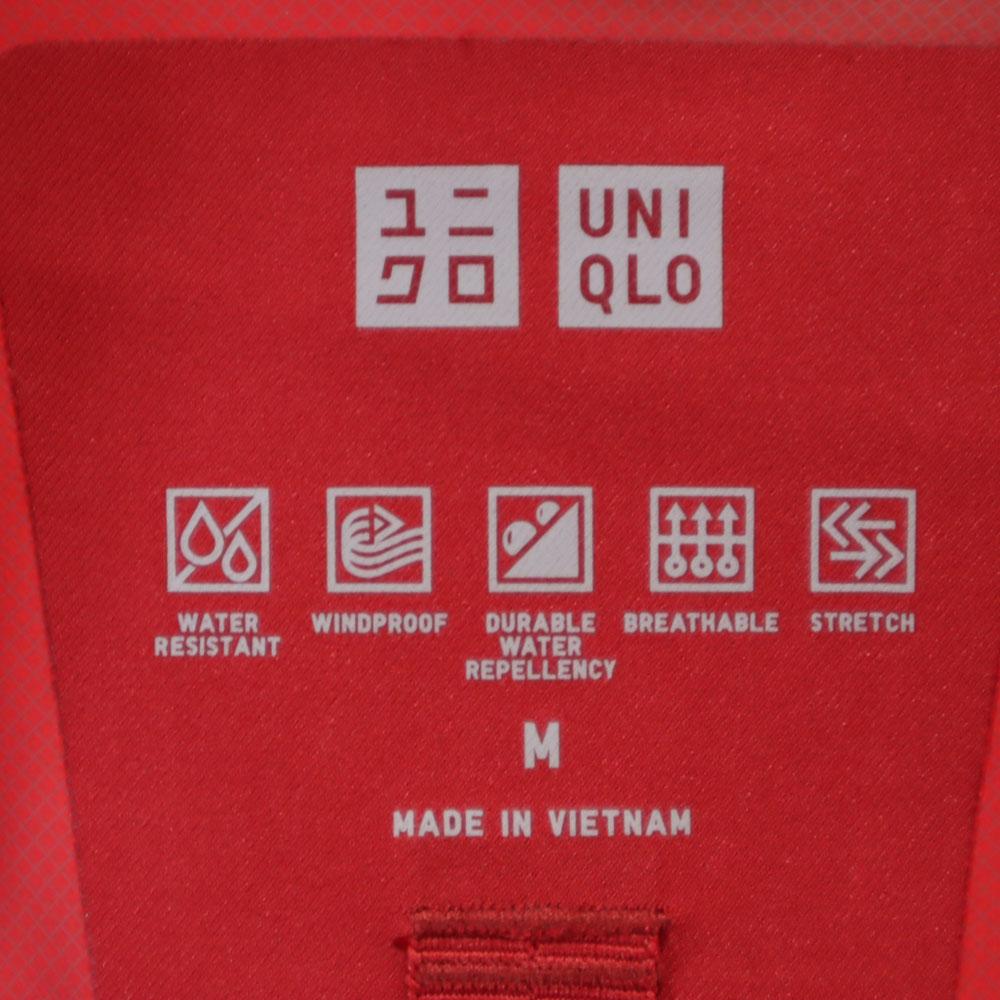 ユニ UNI
クロ QLO
WATER RESISTANT
WINDPROOF
DURABLE WATER REPELLENCY
BREATHABLE
STRETCH
M
MADE IN VIETNAM